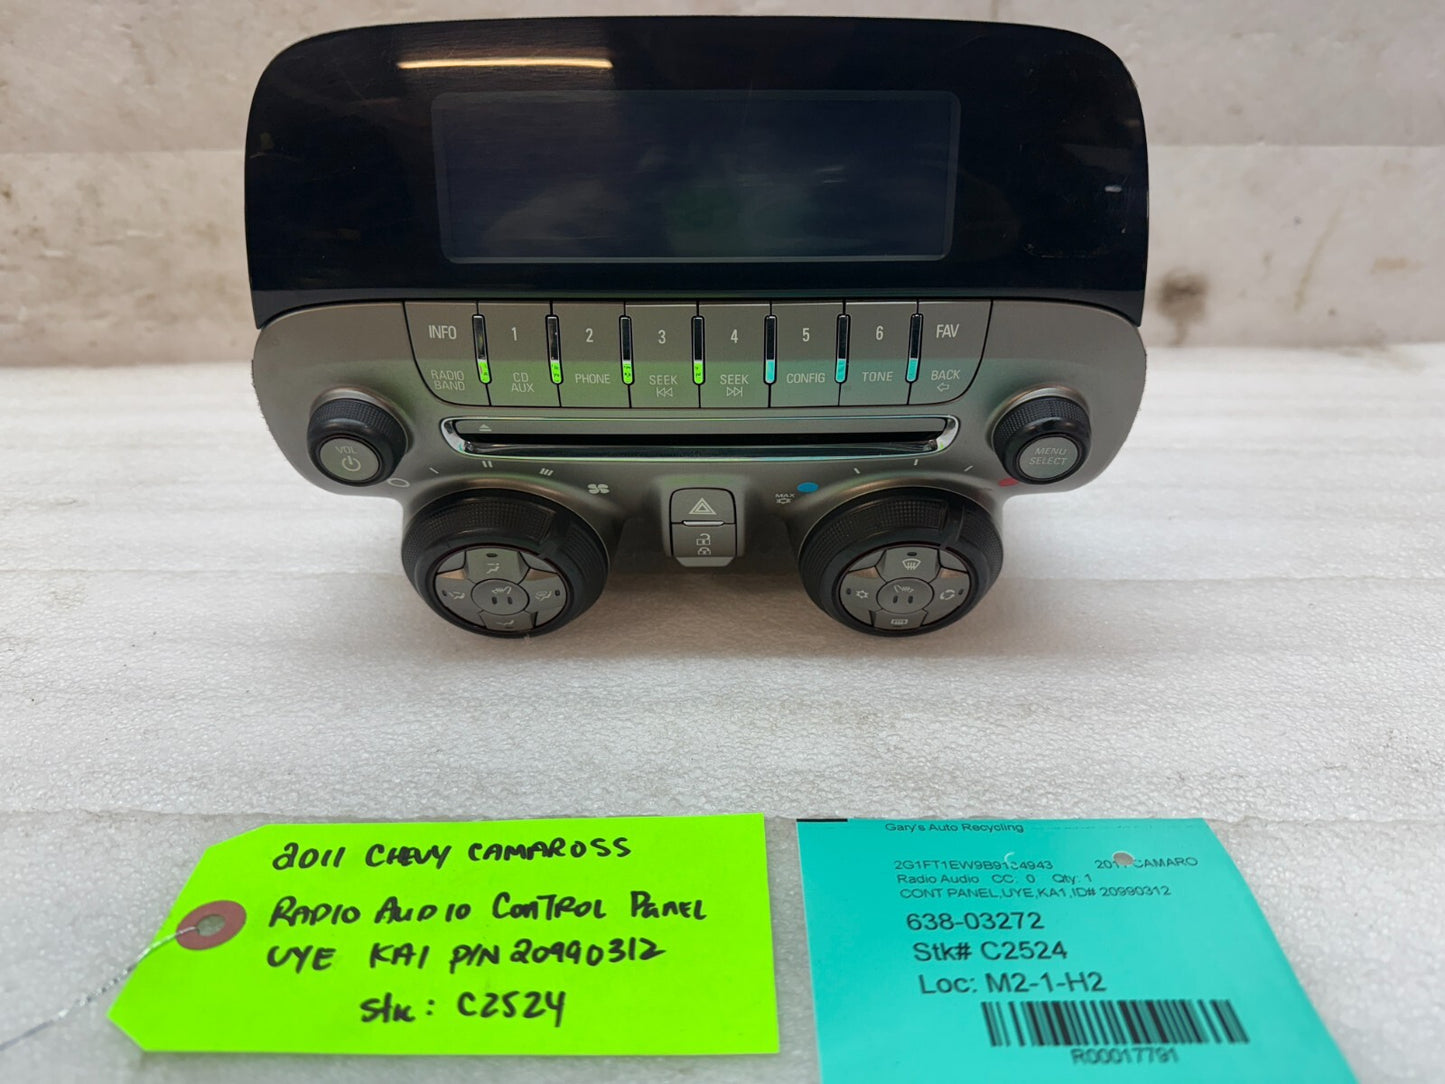 INFO 1 2 3 4 5 6 FAV
RADIO BAND CD AUX PHONE SEEK SEEK CONFIG TONE BACK
VOL
MENU SELECT
MAX
2011 CHEVY CAMAROSS
RADIO AUDIO CONTROL PANEL
UYE KA1 P/N 20990312
Stk: C2524
Gary's Auto Recycling
CAMARO
Radio Audio CC: 0 Qty: 1
CONT PANEL,UYE,KA1,ID# 20990312
638-03272
Stk# C2524
Loc: M2-1-H2
R00017791